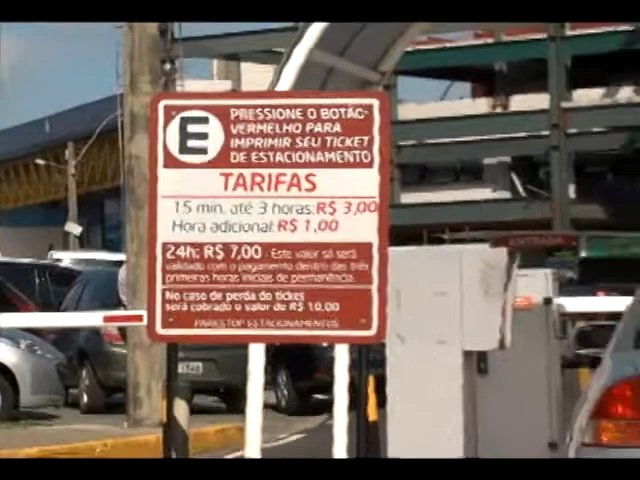 E
PRESSIONE O BOTÃO
VERMELHO PARA
IMPRIMIR SEU TICKET
DE ESTACIONAMENTO
TARIFAS
15 min. até 3 horas: R$ 3,00
Hora adicional: R$ 1,00
24h: R$ 7,00 - Este valor só será
validado com o pagamento dentro das três
primeiras horas iniciais de permanência.
No caso de perda do ticket
será cobrado o valor de R$ 10,00
PARKSTOP ESTACIONAMENTOS